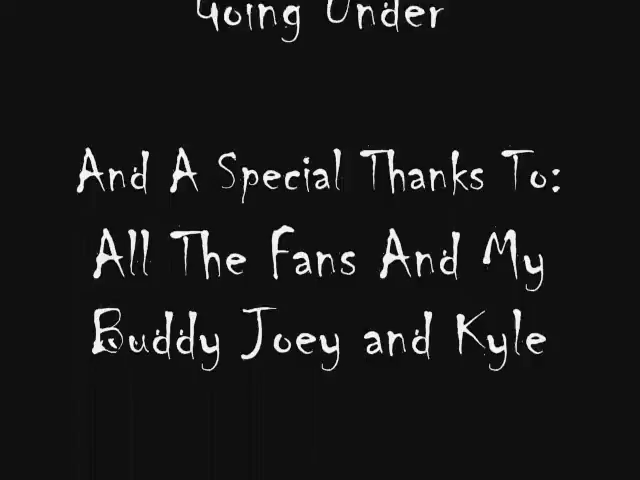 Going Under
And A Special Thanks To:
All The Fans And My
Buddy Joey and Kyle